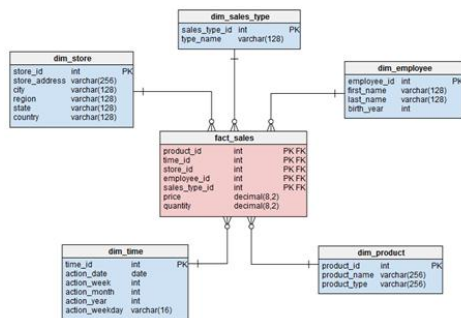 dim_sales_type
sales_type_id int PK
type_name varchar(128)
dim_store
store_id int PK
store_address varchar(256)
city varchar(128)
region varchar(128)
state varchar(128)
country varchar(128)
dim_employee
employee_id int PK
first_name varchar(128)
last_name varchar(128)
birth_year int
fact_sales
product_id int PK FK
time_id int PK FK
store_id int PK FK
employee_id int PK FK
sales_type_id int PK FK
price decimal(8,2)
quantity decimal(8,2)
dim_time
time_id int PK
action_date date
action_week int
action_month int
action_year int
action_weekday varchar(16)
dim_product
product_id int PK
product_name varchar(256)
product_type varchar(256)